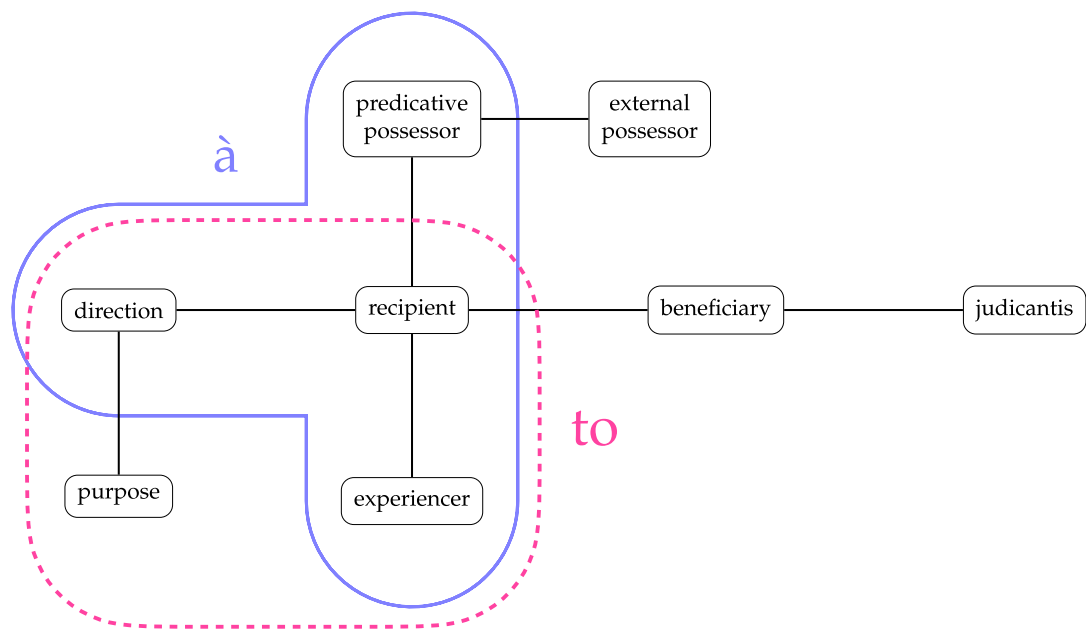 predicative
possessor
external
possessor
à
direction
recipient
beneficiary
judicantis
to
purpose
experiencer